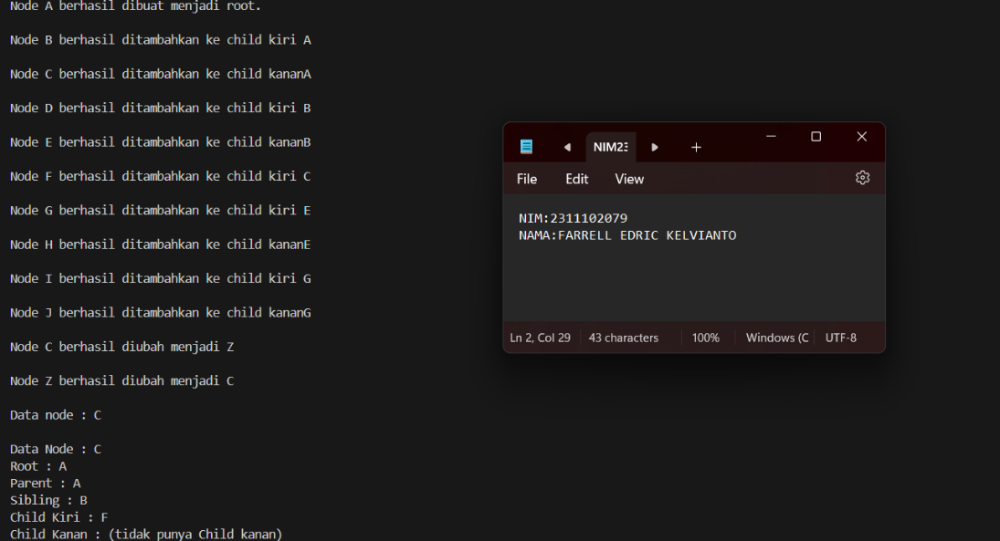 Node A berhasil dibuat menjadi root.
Node B berhasil ditambahkan ke child kiri A
Node C berhasil ditambahkan ke child kananA
Node D berhasil ditambahkan ke child kiri B
Node E berhasil ditambahkan ke child kananB
Node F berhasil ditambahkan ke child kiri C
Node G berhasil ditambahkan ke child kiri E
Node H berhasil ditambahkan ke child kananE
Node I berhasil ditambahkan ke child kiri G
Node J berhasil ditambahkan ke child kananG
Node C berhasil diubah menjadi Z
Node Z berhasil diubah menjadi C
Data node : C
Data Node : C
Root : A
Parent : A
Sibling : B
Child Kiri : F
Child Kanan : (tidak punya Child kanan)
NIM23
File Edit View
NIM:2311102079
NAMA:FARRELL EDRIC KELVIANTO
Ln 2, Col 29 43 characters 100% Windows (C UTF-8